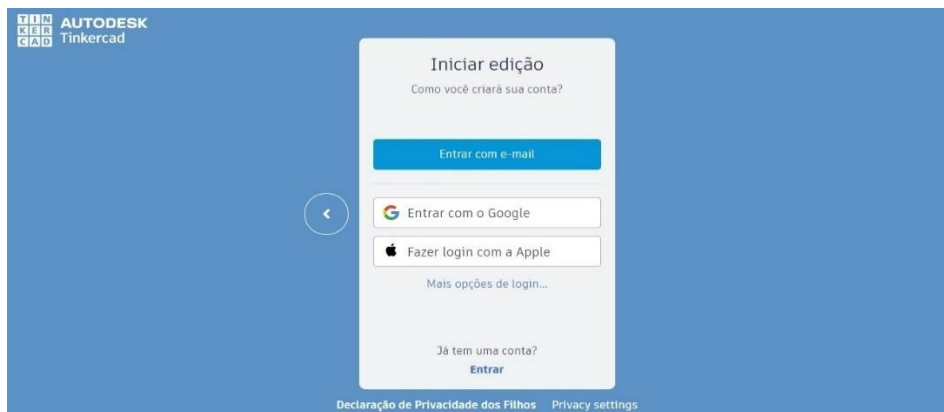 TIN
KER
CAD
AUTODESK
Tinkercad
Iniciar edição
Como você criará sua conta?
Entrar com e-mail
Entrar com o Google
Fazer login com a Apple
Mais opções de login...
Já tem uma conta?
Entrar
Declaração de Privacidade dos Filhos Privacy settings